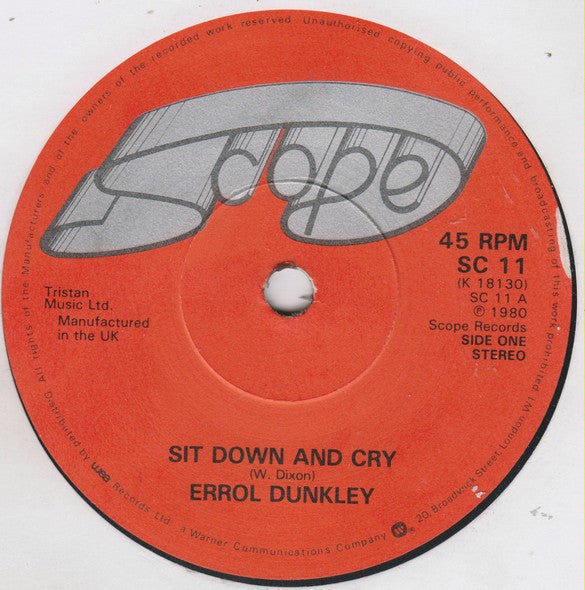 Scope
45 RPM
SC 11
(K 18130)
SC 11 A
℗ 1980
Scope Records
SIDE ONE
STEREO
Tristan
Music Ltd.
Manufactured
in the UK
SIT DOWN AND CRY
(W. Dixon)
ERROL DUNKLEY
All rights of the Manufacturers and of the owners of the recorded work reserved. Unauthorised copying public performance and broadcasting of this work prohibited.
Distributed by wea Records Ltd. a Warner Communications Company W ® 20, Broadwick Street, London, W1